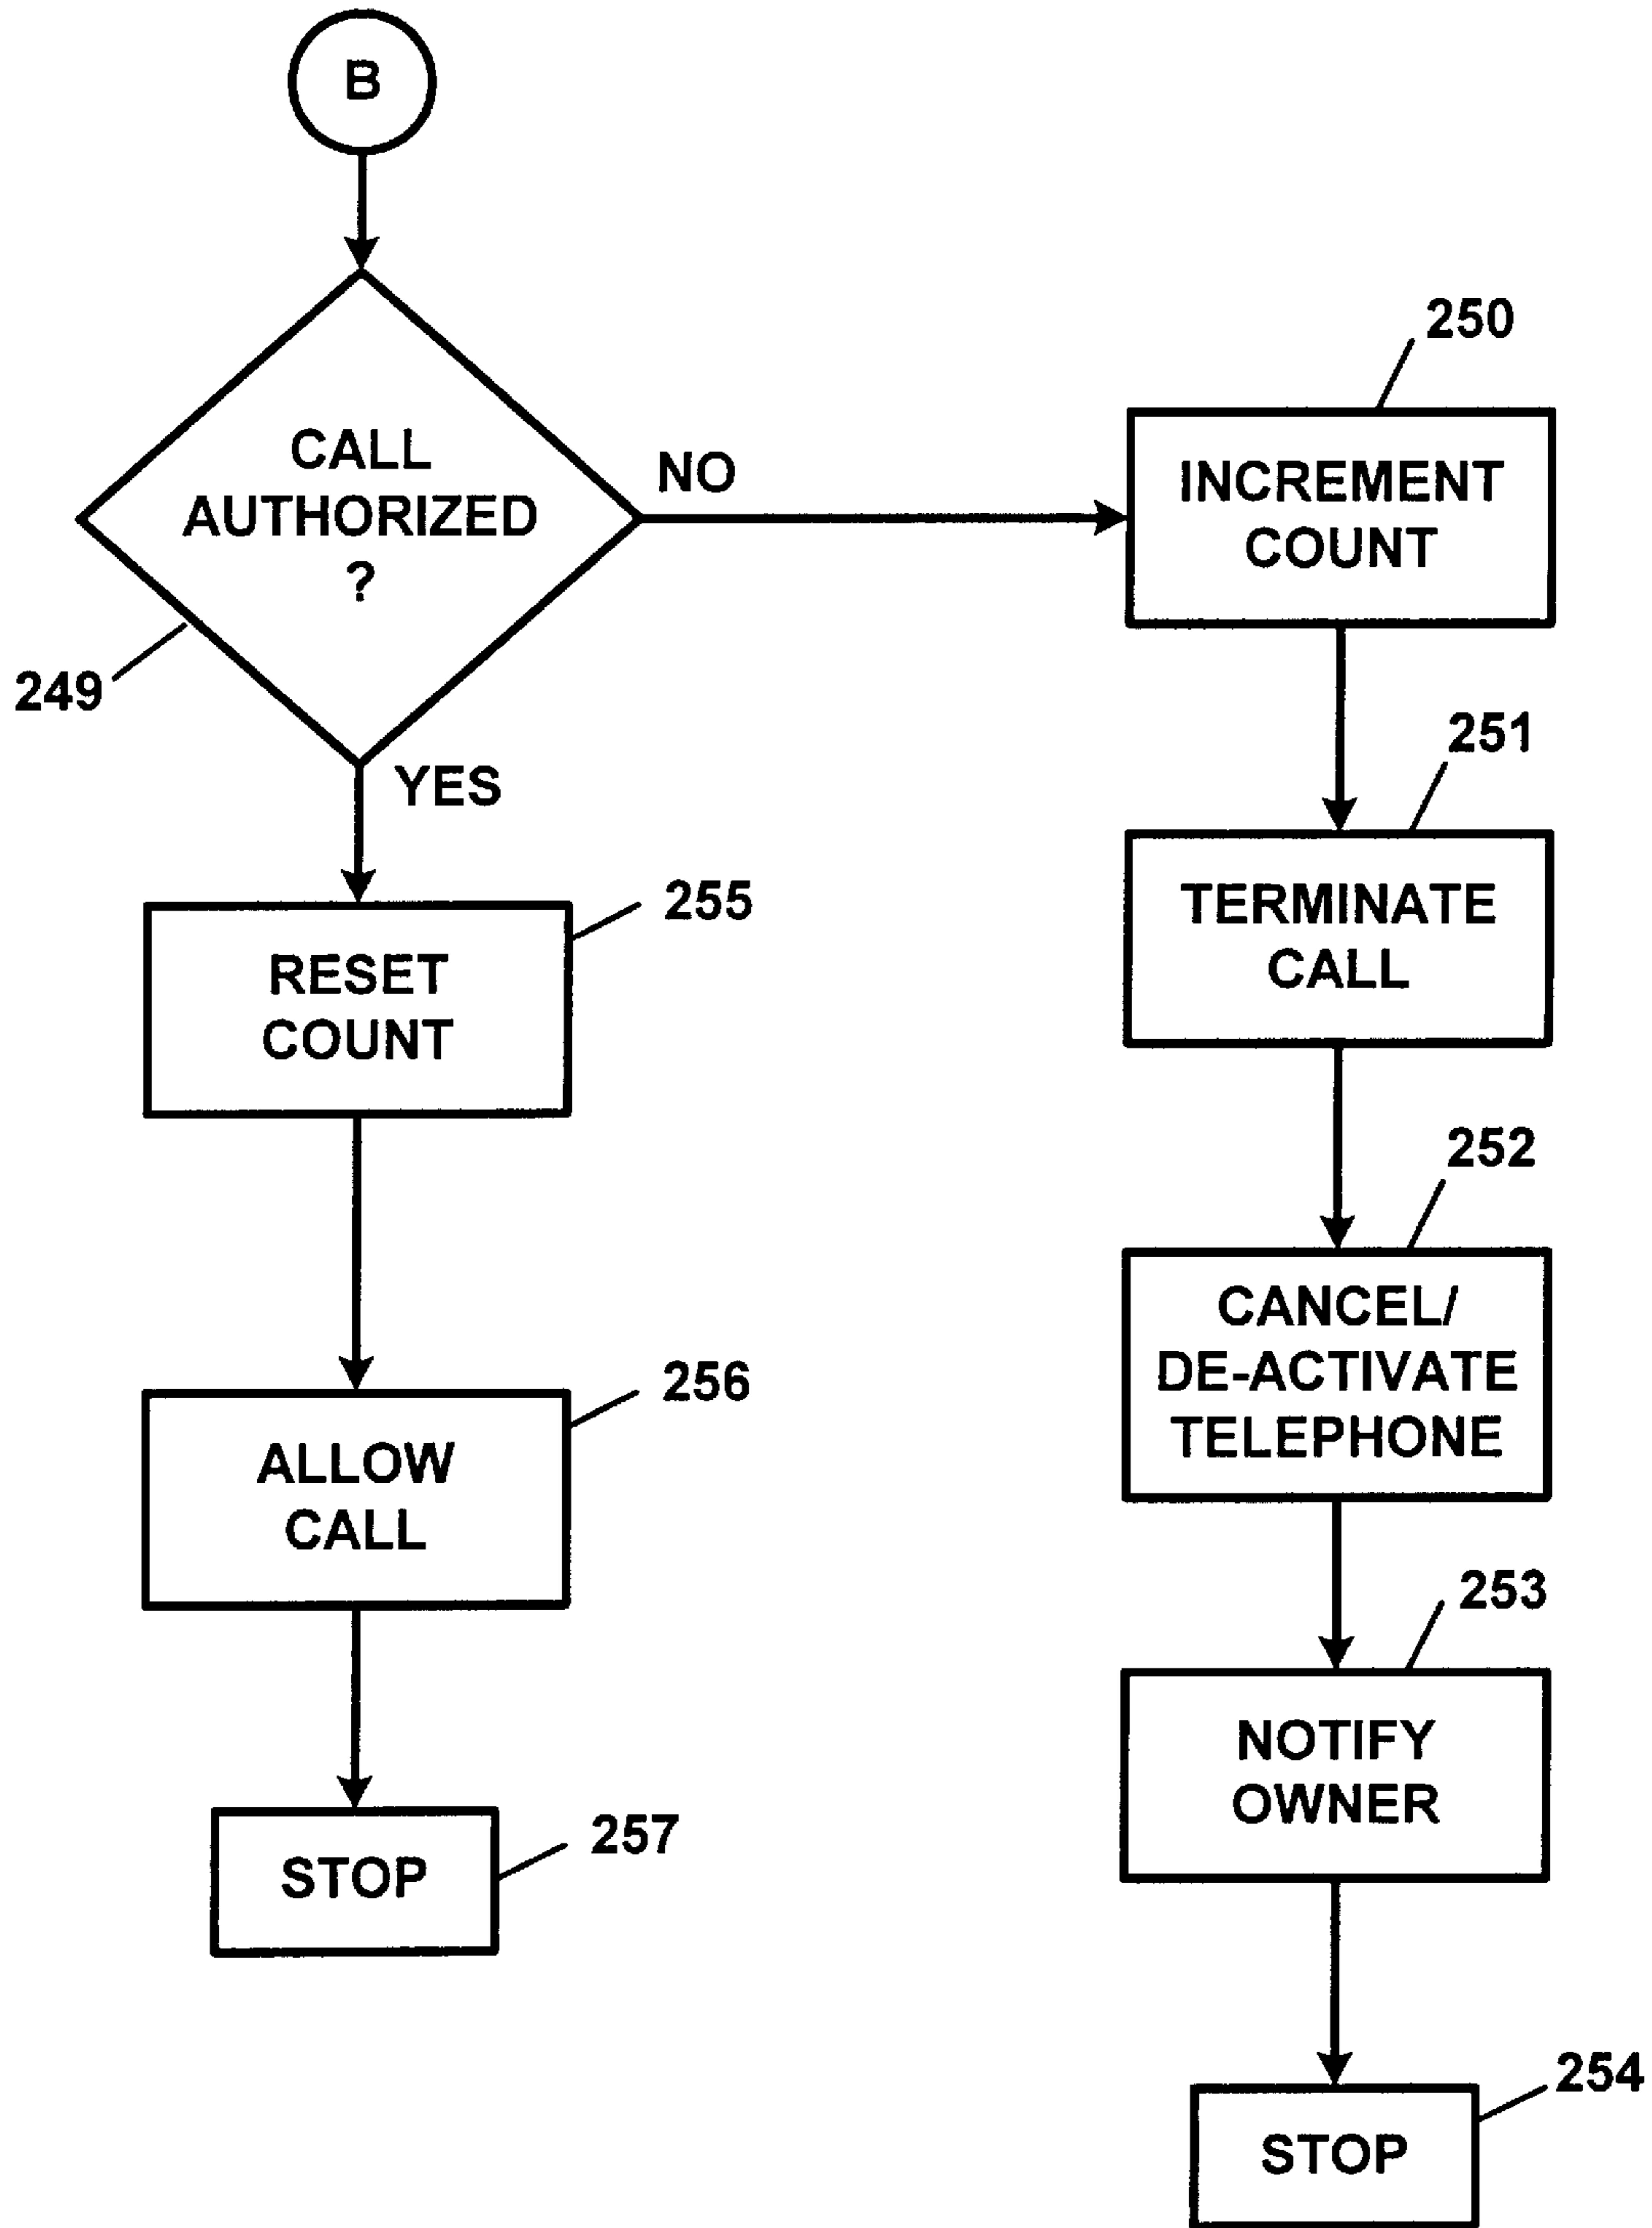 B
CALL
AUTHORIZED
?
249
NO
YES
250
INCREMENT
COUNT
251
TERMINATE
CALL
252
CANCEL/
DE-ACTIVATE
TELEPHONE
253
NOTIFY
OWNER
254
STOP
255
RESET
COUNT
256
ALLOW
CALL
257
STOP